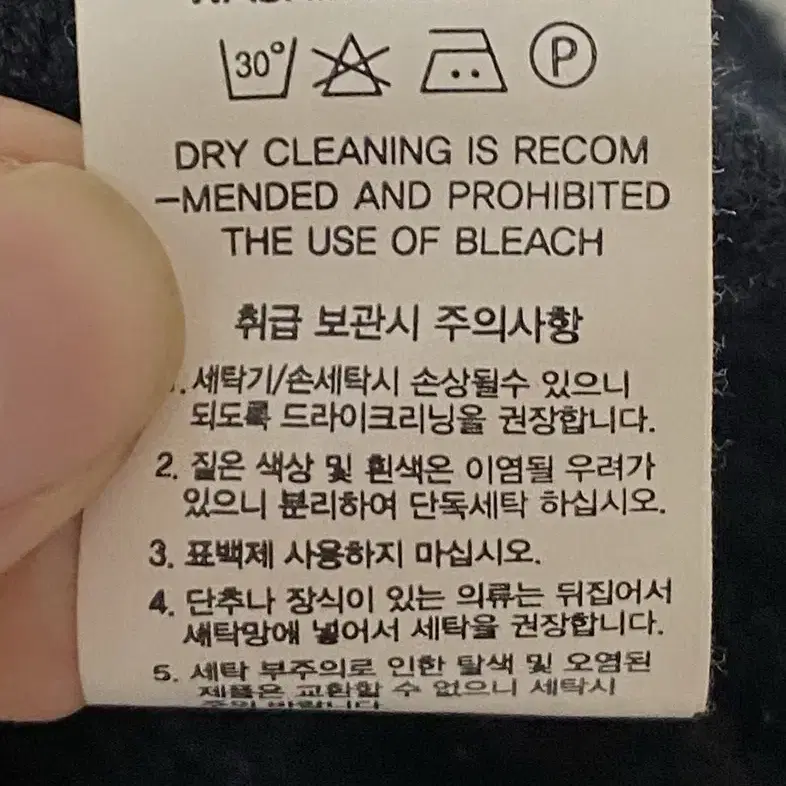 30°
P
DRY CLEANING IS RECOM
-MENDED AND PROHIBITED
THE USE OF BLEACH
취급 보관시 주의사항
1. 세탁기/손세탁시 손상될수 있으니
되도록 드라이크리닝을 권장합니다.
2. 짙은 색상 및 흰색은 이염될 우려가
있으니 분리하여 단독세탁 하십시오.
3. 표백제 사용하지 마십시오.
4. 단추나 장식이 있는 의류는 뒤집어서
세탁망에 넣어서 세탁을 권장합니다.
5. 세탁 부주의로 인한 탈색 및 오염된
제품은 교환할 수 없으니 세탁시